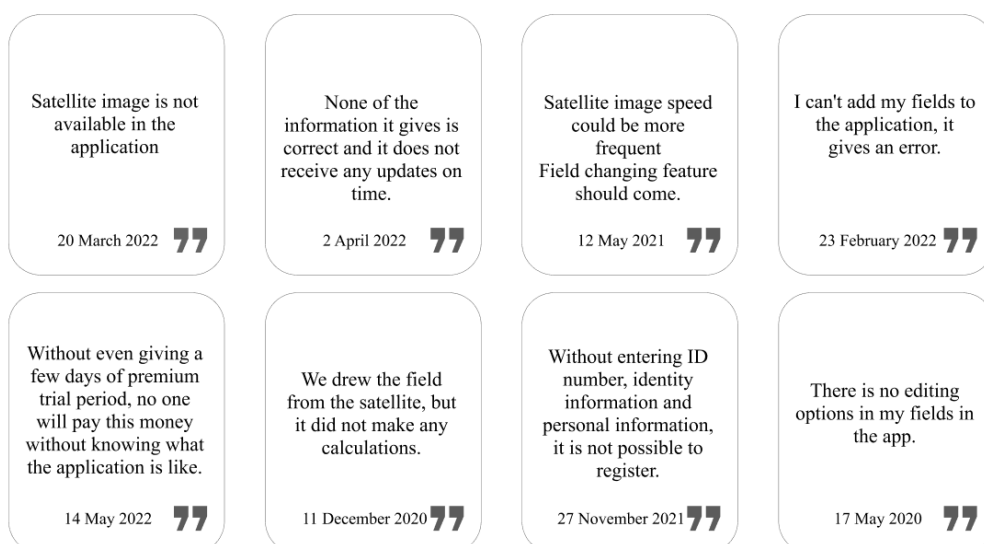 Satellite image is not
available in the
application
20 March 2022
None of the
information it gives is
correct and it does not
receive any updates on
time.
2 April 2022
Satellite image speed
could be more
frequent
Field changing feature
should come.
12 May 2021
I can't add my fields to
the application, it
gives an error.
23 February 2022
Without even giving a
few days of premium
trial period, no one
will pay this money
without knowing what
the application is like.
14 May 2022
We drew the field
from the satellite, but
it did not make any
calculations.
11 December 2020
Without entering ID
number, identity
information and
personal information,
it is not possible to
register.
27 November 2021
There is no editing
options in my fields in
the app.
17 May 2020